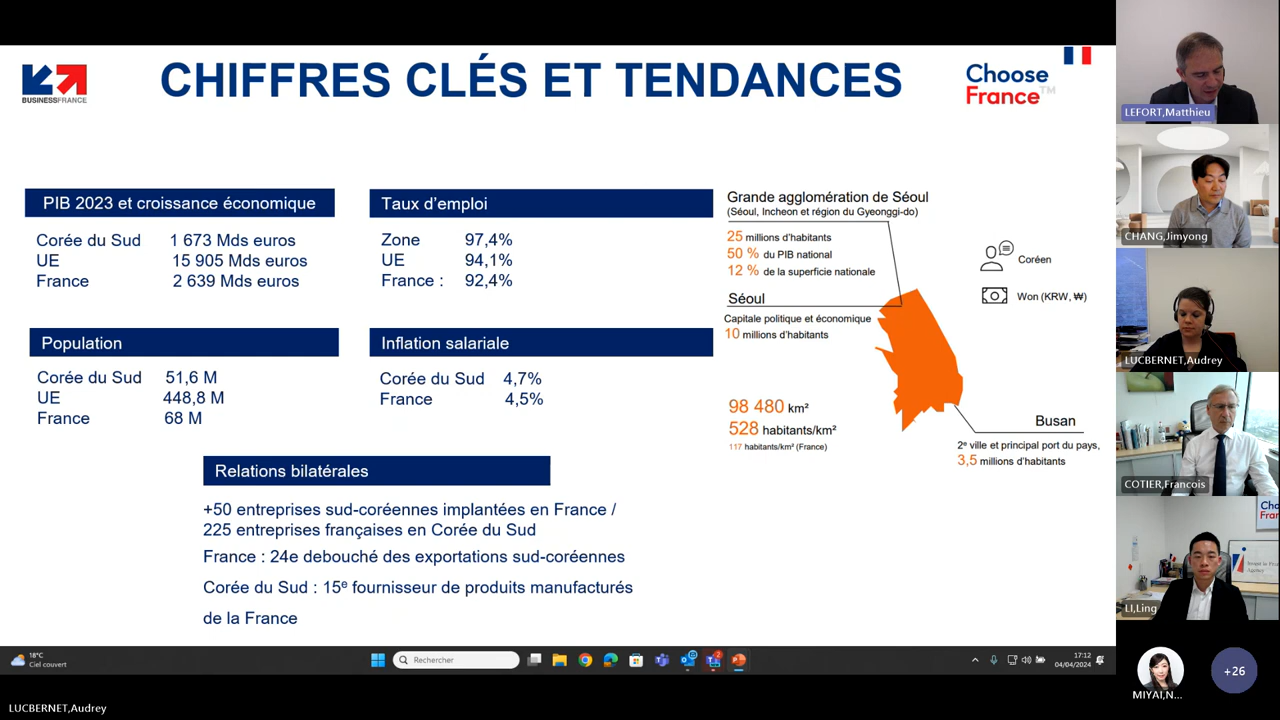 CHIFFRES CLÉS ET TENDANCES
BUSINESSFRANCE
Choose
France™
PIB 2023 et croissance économique
Corée du Sud 1 673 Mds euros
UE 15 905 Mds euros
France 2 639 Mds euros
Taux d’emploi
Zone 97,4%
UE 94,1%
France : 92,4%
Population
Corée du Sud 51,6 M
UE 448,8 M
France 68 M
Inflation salariale
Corée du Sud 4,7%
France 4,5%
Grande agglomération de Séoul
(Séoul, Incheon et région du Gyeonggi-do)
25 millions d’habitants
50 % du PIB national
12 % de la superficie nationale
Séoul
Capitale politique et économique
10 millions d’habitants
Coréen
Won (KRW, ₩)
98 480 km²
528 habitants/km²
117 habitants/km² (France)
Busan
2e ville et principal port du pays,
3,5 millions d’habitants
Relations bilatérales
+50 entreprises sud-coréennes implantées en France /
225 entreprises françaises en Corée du Sud
France : 24e debouché des exportations sud-coréennes
Corée du Sud : 15e fournisseur de produits manufacturés
de la France
18°C
Ciel couvert
Rechercher
17:12
04/04/2024
LEFORT,Matthieu
CHANG,Jimyong
LUCBERNET,Audrey
COTIER,Francois
Choose
LI,Ling
MIYAI,N...
+26
LUCBERNET,Audrey